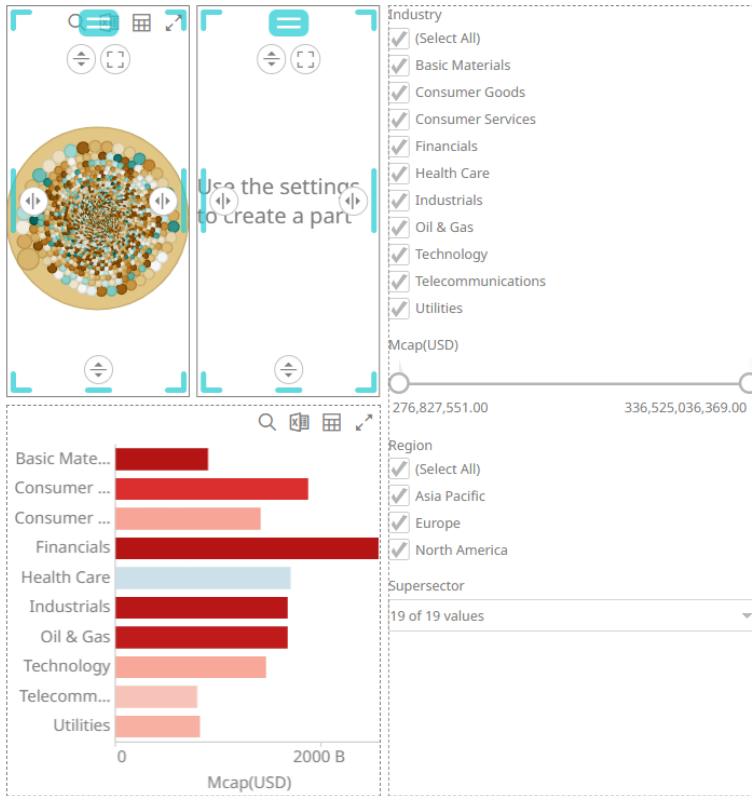 Use the settings
to create a part
Industry
(Select All)
Basic Materials
Consumer Goods
Consumer Services
Financials
Health Care
Industrials
Oil & Gas
Technology
Telecommunications
Utilities
Mcap(USD)
276,827,551.00 336,525,036,369.00
Region
(Select All)
Asia Pacific
Europe
North America
Supersector
19 of 19 values
Basic Mate...
Consumer ...
Consumer ...
Financials
Health Care
Industrials
Oil & Gas
Technology
Telecomm...
Utilities
0 2000 B
Mcap(USD)